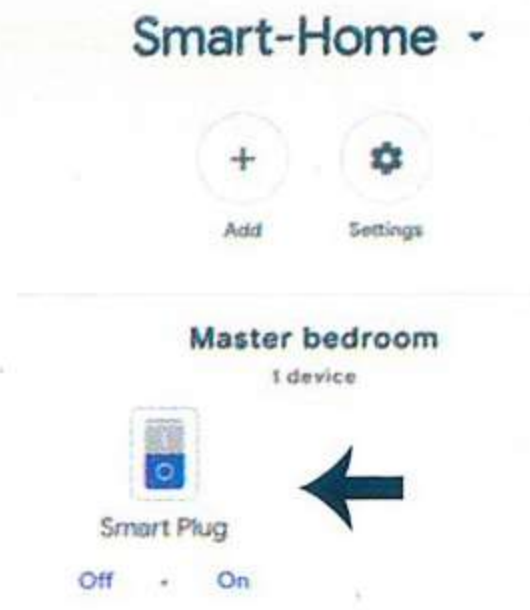 Smart-Home
Add Settings
Master bedroom
1 device
Smart Plug
Off · On